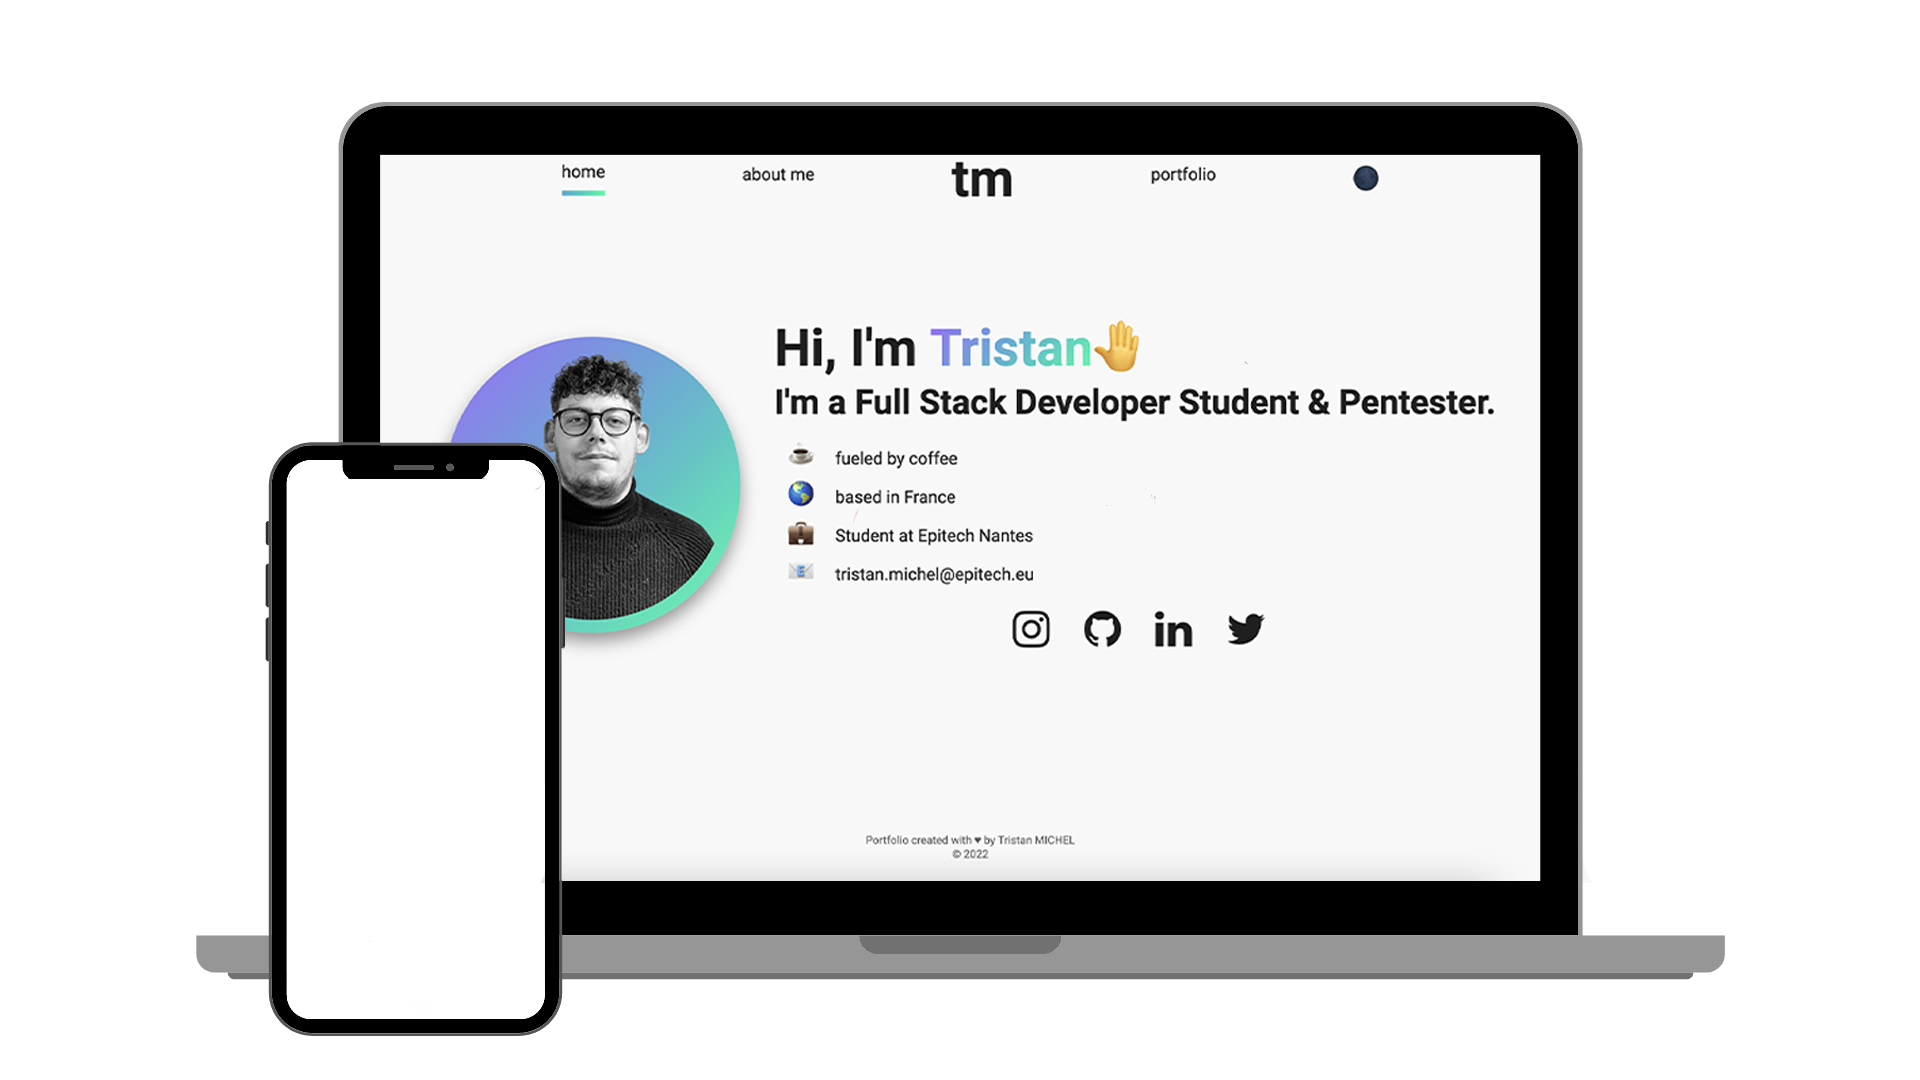 home
about me
tm
portfolio
Hi, I'm Tristan🤚
I'm a Full Stack Developer Student & Pentester.
fueled by coffee
based in France
Student at Epitech Nantes
tristan.michel@epitech.eu
in
Portfolio created with ♥ by Tristan MICHEL
© 2022